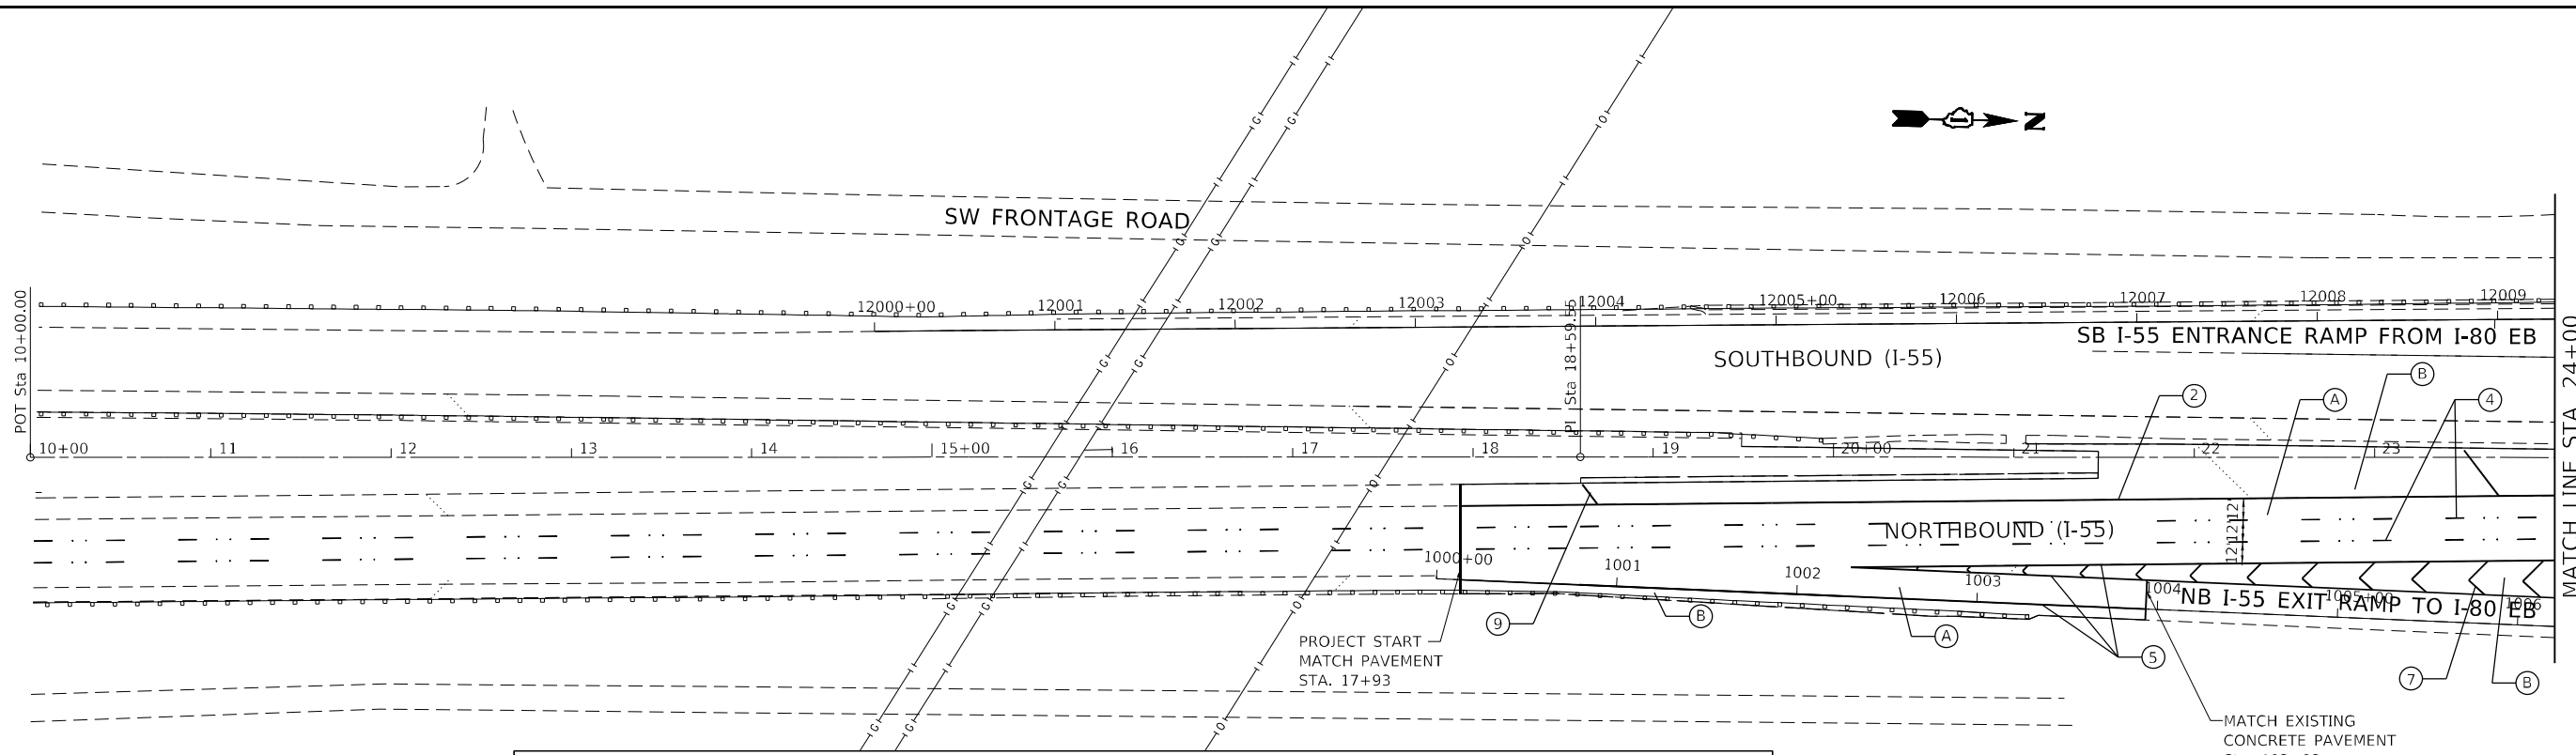 N
SW FRONTAGE ROAD
12000+00 12001 12002 12003 12004 12005+00 12006 12007 12008 12009
SB I-55 ENTRANCE RAMP FROM I-80 EB
SOUTHBOUND (I-55)
POT Sta 10+00.00
PI Sta 18+59.55
MATCH LINE STA 24+00
B
2 A 4
10+00 11 12 13 14 15+00 16 17 18 19 20+00 21 22 23
G G G G G G G G G G G G
O O O O O O
12' 12' 12'
NORTHBOUND (I-55)
1000+00 1001 1002 1003 1004 1005+00 1006
NB I-55 EXIT RAMP TO I-80 EB
9 B A 5 7 B
PROJECT START
MATCH PAVEMENT
STA. 17+93
MATCH EXISTING
CONCRETE PAVEMENT